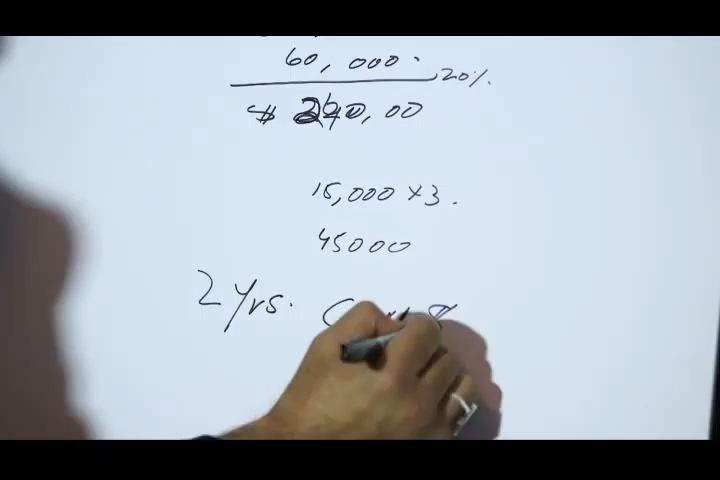 60,000.
20%.
$ 240,00
15,000 x 3.
45000
2 yrs.